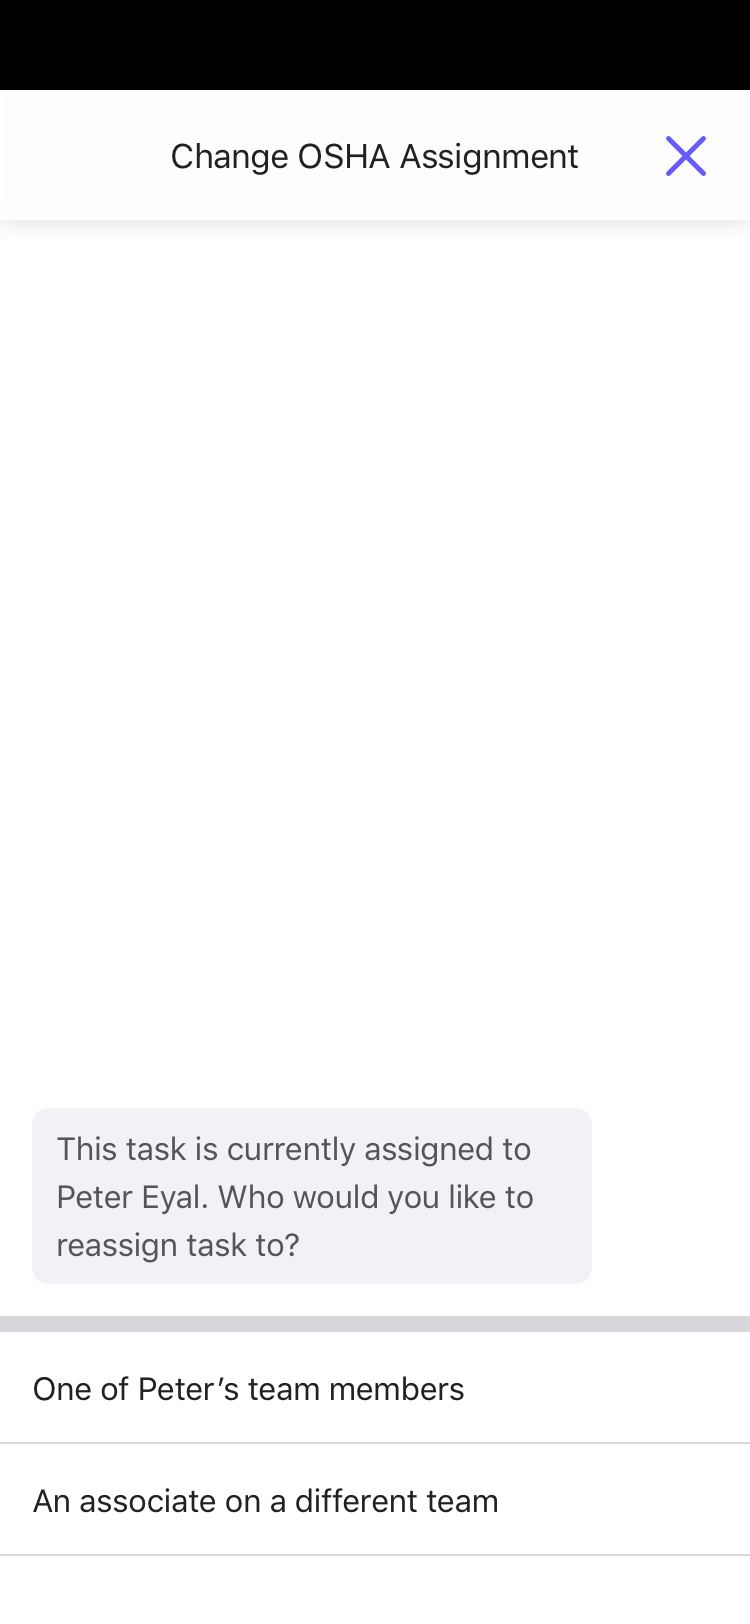 Change OSHA Assignment
This task is currently assigned to
Peter Eyal. Who would you like to
reassign task to?
One of Peter’s team members
An associate on a different team